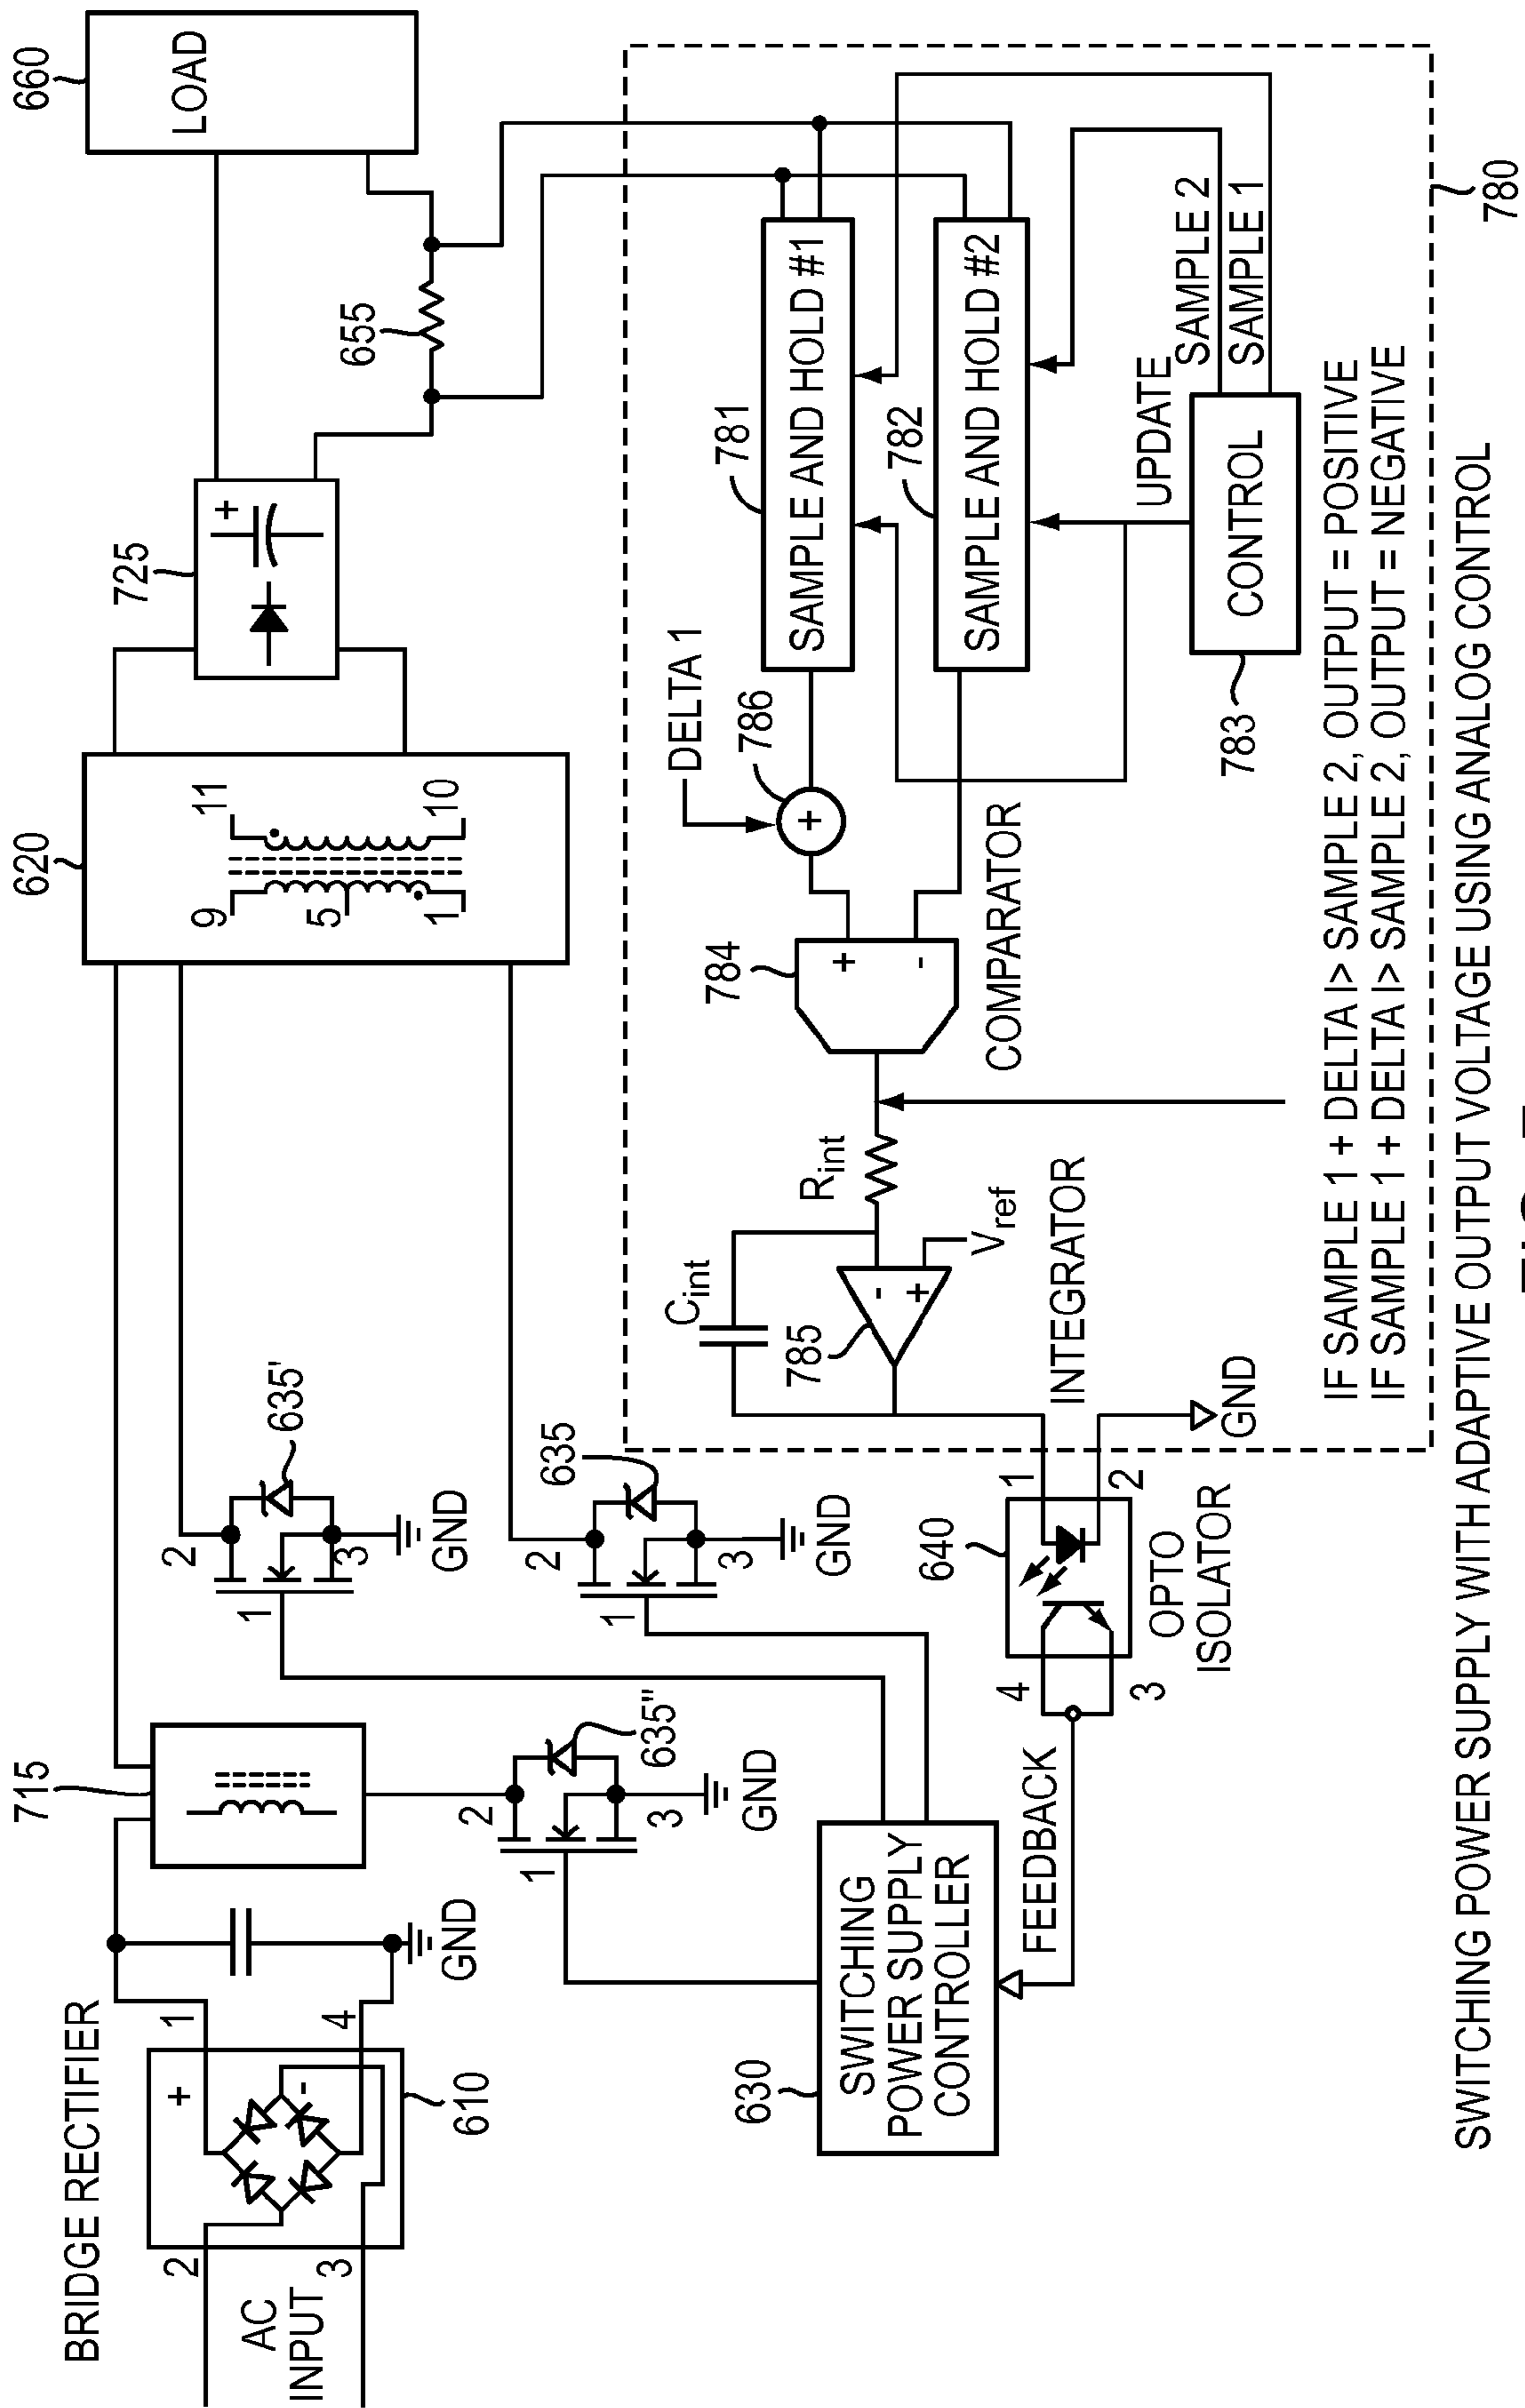 BRIDGE RECTIFIER
AC
INPUT
2
3
+
-
1
4
610
GND
715
1
2
3
635"
GND
SWITCHING
POWER SUPPLY
CONTROLLER
630
FEEDBACK
1
2
3
635'
GND
1
2
3
635
GND
640
4
3
1
2
OPTO
ISOLATOR
GND
620
9
5
1
11
10
725
+
655
660
LOAD
Cint
Rint
785
-
+
Vref
INTEGRATOR
784
+
-
COMPARATOR
DELTA 1
786
+
781
SAMPLE AND HOLD #1
782
SAMPLE AND HOLD #2
UPDATE
SAMPLE 2
SAMPLE 1
CONTROL
783
IF SAMPLE 1 + DELTA I> SAMPLE 2, OUTPUT = POSITIVE
IF SAMPLE 1 + DELTA I> SAMPLE 2, OUTPUT = NEGATIVE
780
SWITCHING POWER SUPPLY WITH ADAPTIVE OUTPUT VOLTAGE USING ANALOG CONTROL